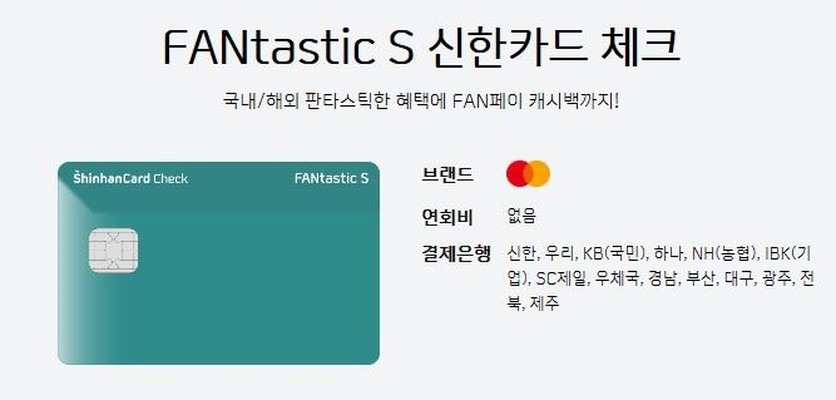 FANtastic S 신한카드 체크
국내/해외 판타스틱한 혜택에 FAN페이 캐시백까지!
ShinhanCard Check
FANtastic S
브랜드
연회비 없음
결제은행 신한, 우리, KB(국민), 하나, NH(농협), IBK(기
업), SC제일, 우체국, 경남, 부산, 대구, 광주, 전
북, 제주